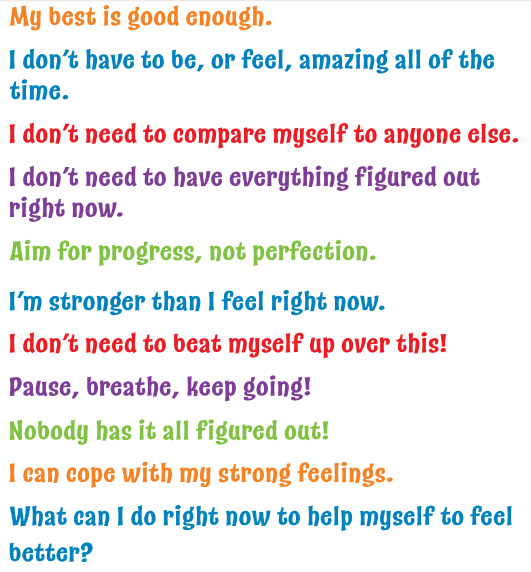 My best is good enough.
I don't have to be, or feel, amazing all of the
time.
I don't need to compare myself to anyone else.
I don't need to have everything figured out
right now.
Aim for progress, not perfection.
I'm stronger than I feel right now.
I don't need to beat myself up over this!
Pause, breathe, keep going!
Nobody has it all figured out!
I can cope with my strong feelings.
What can I do right now to help myself to feel
better?